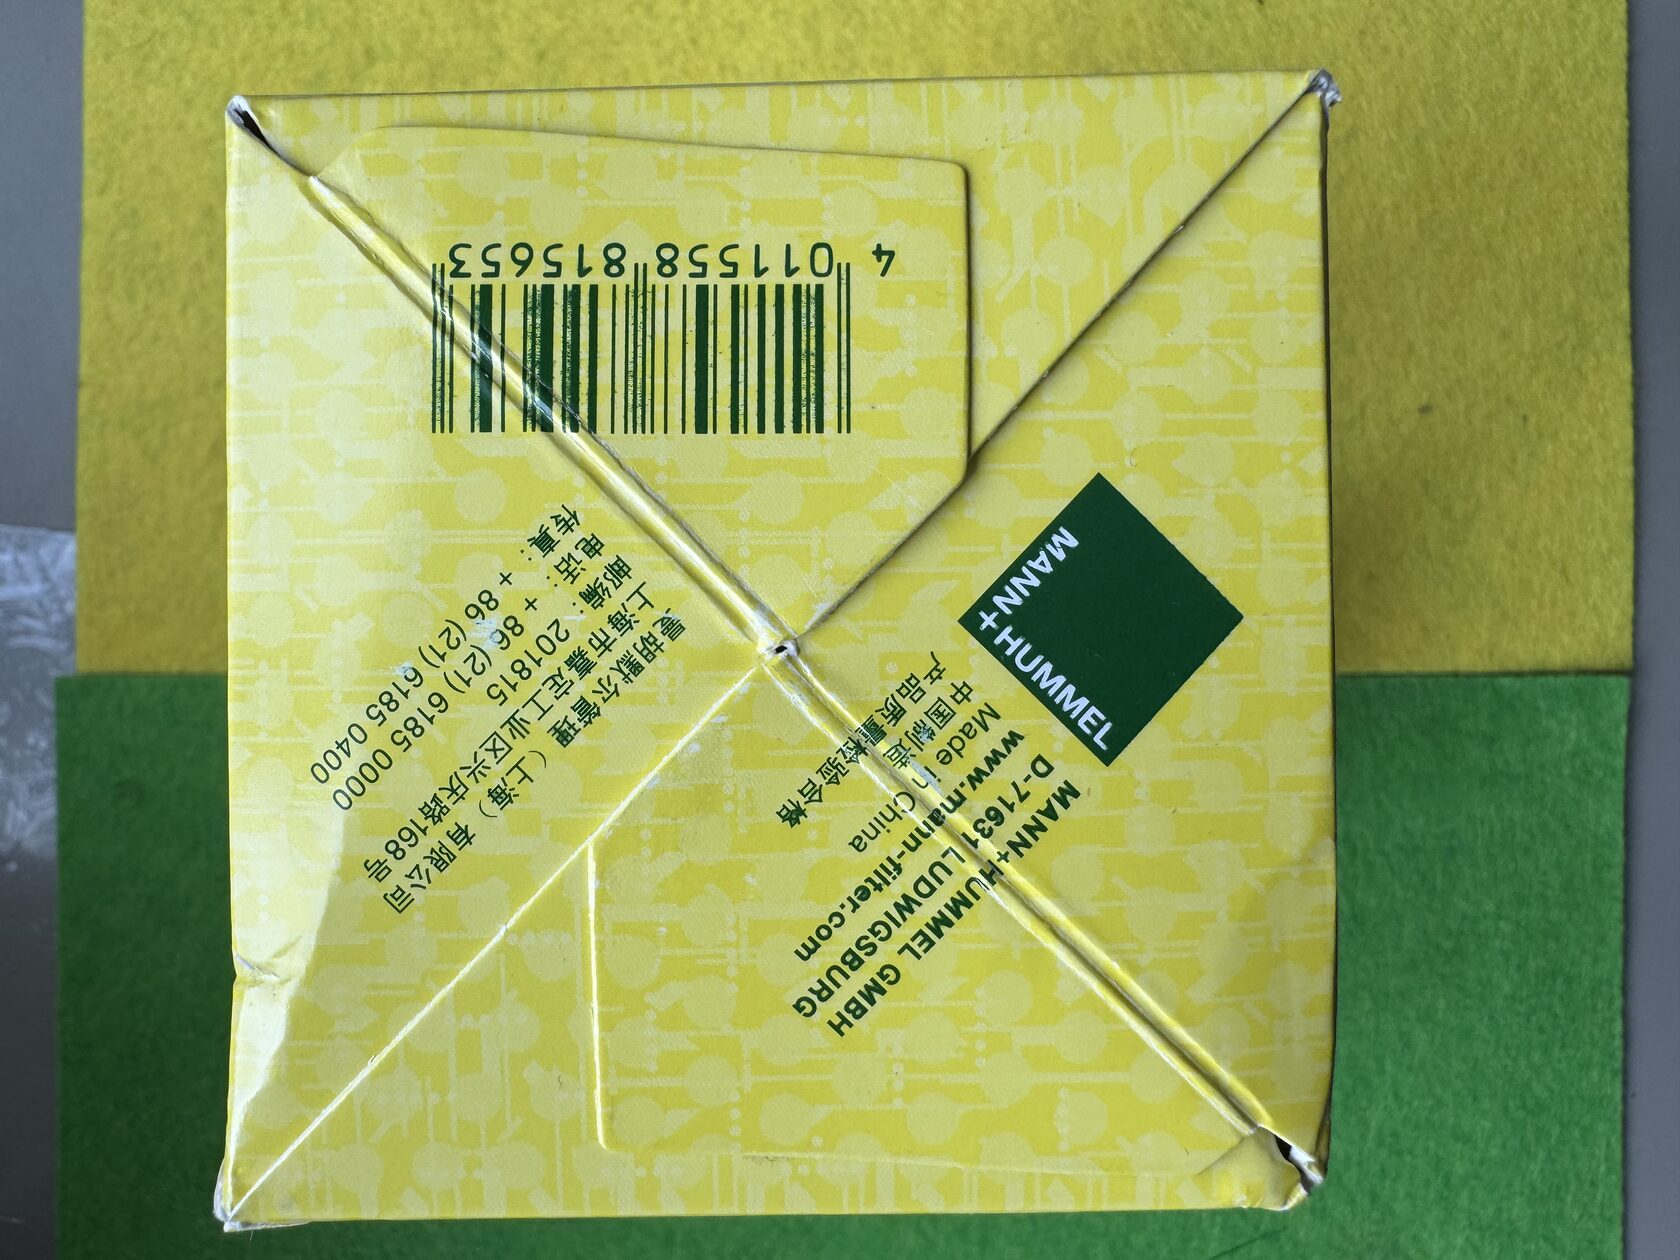 4 011558 815653
MANN+HUMMEL
MANN+HUMMEL GMBH
D-71631 LUDWIGSBURG
www.mann-filter.com
Made in China
中国制造
产品质量检验合格
曼胡默尔管理（上海）有限公司
上海市嘉定工业区兴庆路168号
邮编：201815
电话：+ 86 (21) 6185 0000
传真：+ 86 (21) 6185 0400